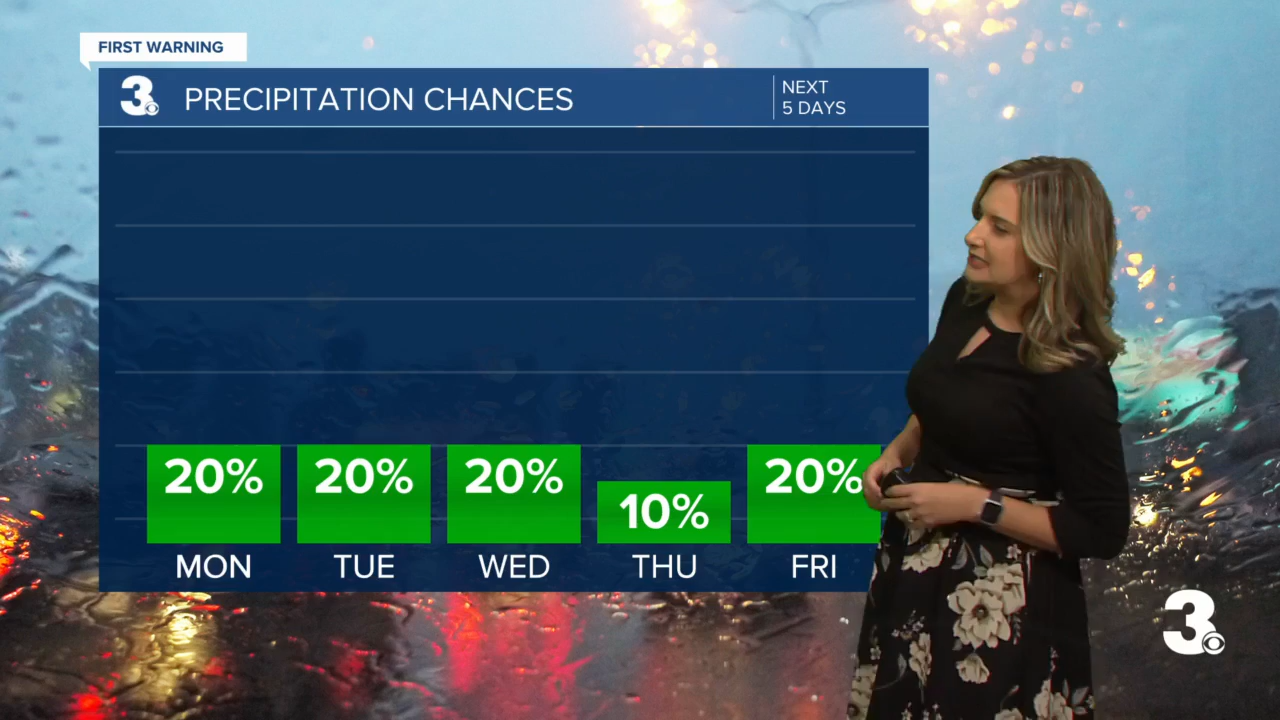 FIRST WARNING
3 PRECIPITATION CHANCES
NEXT
5 DAYS
20% 20% 20% 10% 20%
MON TUE WED THU FRI
3